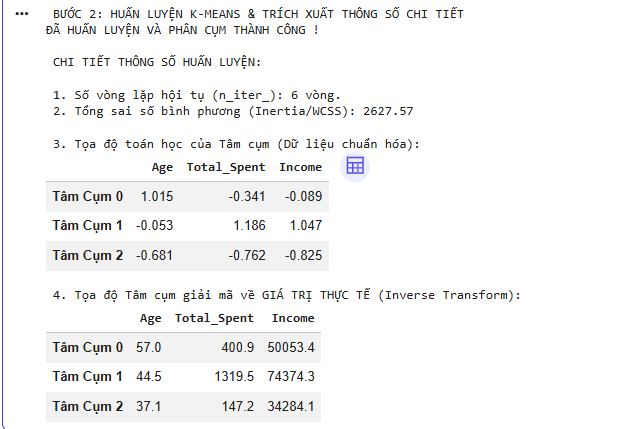 ••• BƯỚC 2: HUẤN LUYỆN K-MEANS & TRÍCH XUẤT THÔNG SỐ CHI TIẾT
ĐÃ HUẤN LUYỆN VÀ PHÂN CỤM THÀNH CÔNG !
CHI TIẾT THÔNG SỐ HUẤN LUYỆN:
1. Số vòng lặp hội tụ (n_iter_): 6 vòng.
2. Tổng sai số bình phương (Inertia/WCSS): 2627.57
3. Tọa độ toán học của Tâm cụm (Dữ liệu chuẩn hóa):
Age Total_Spent Income
Tâm Cụm 0 1.015 -0.341 -0.089
Tâm Cụm 1 -0.053 1.186 1.047
Tâm Cụm 2 -0.681 -0.762 -0.825
4. Tọa độ Tâm cụm giải mã về GIÁ TRỊ THỰC TẾ (Inverse Transform):
Age Total_Spent Income
Tâm Cụm 0 57.0 400.9 50053.4
Tâm Cụm 1 44.5 1319.5 74374.3
Tâm Cụm 2 37.1 147.2 34284.1